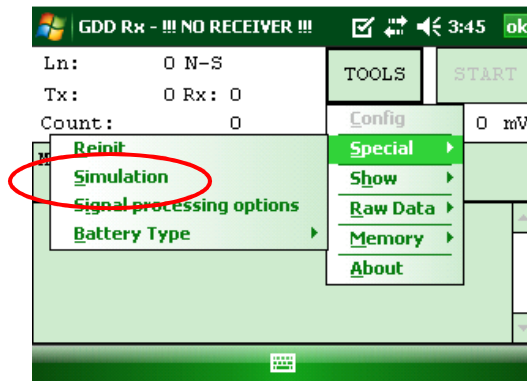 GDD Rx - !!! NO RECEIVER !!! 3:45 ok
Ln: 0 N-S
TOOLS START
Tx: 0 Rx: 0
Count: 0 0 mV
Config
Reinit
Special
Simulation
Show
Signal processing options
Raw Data
Battery Type
Memory
About